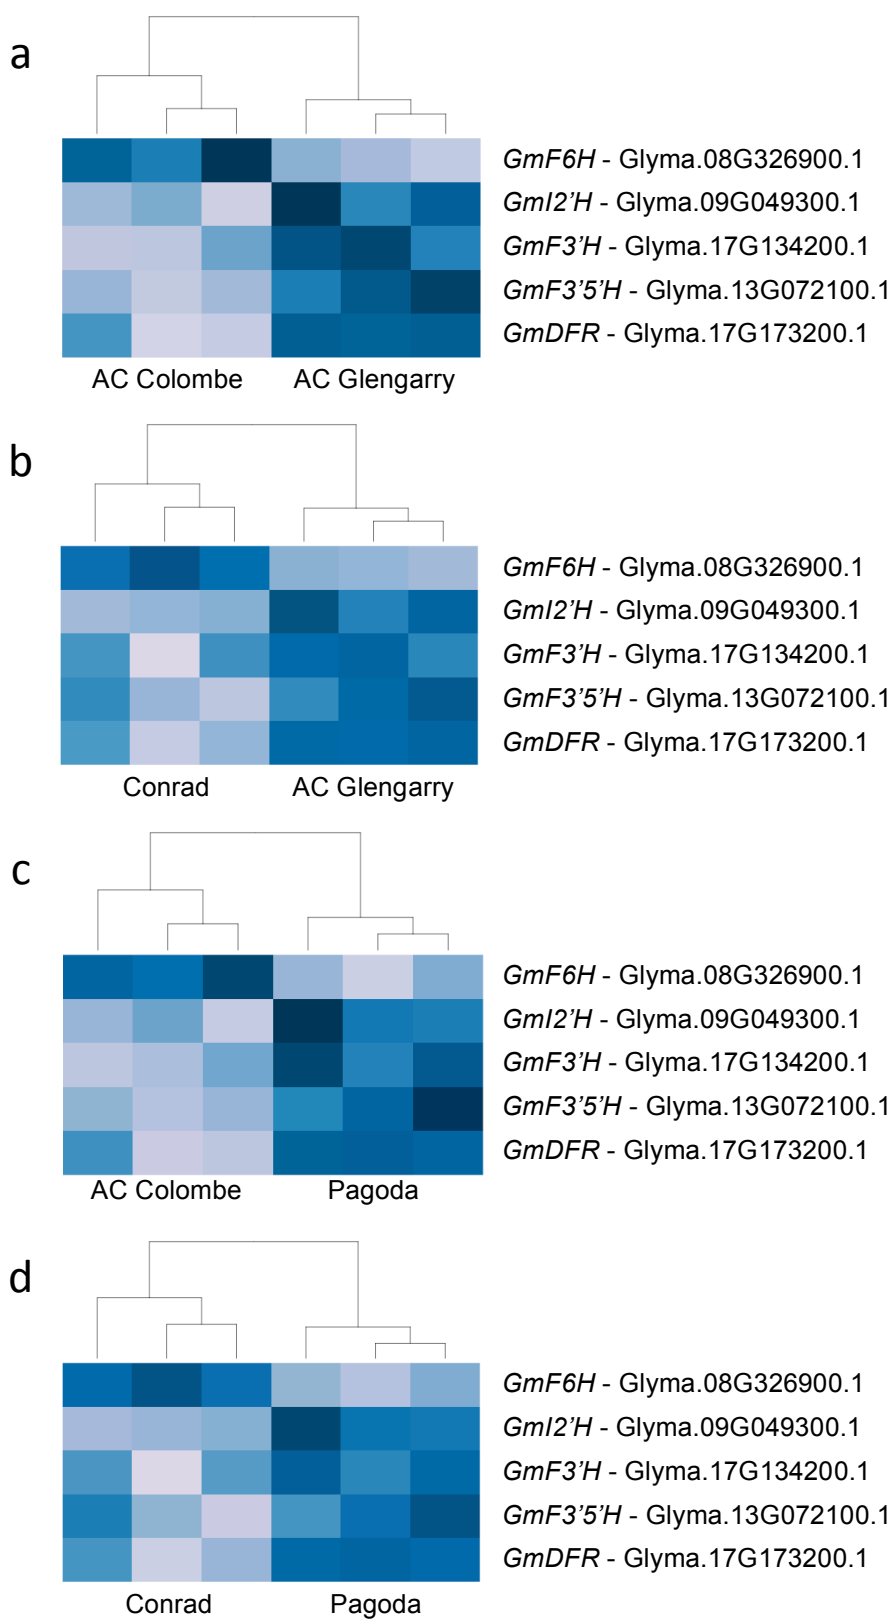 a
GmF6H - Glyma.08G326900.1
GmI2’H - Glyma.09G049300.1
GmF3’H - Glyma.17G134200.1
GmF3’5’H - Glyma.13G072100.1
GmDFR - Glyma.17G173200.1
AC Colombe AC Glengarry
b
GmF6H - Glyma.08G326900.1
GmI2’H - Glyma.09G049300.1
GmF3’H - Glyma.17G134200.1
GmF3’5’H - Glyma.13G072100.1
GmDFR - Glyma.17G173200.1
Conrad AC Glengarry
c
GmF6H - Glyma.08G326900.1
GmI2’H - Glyma.09G049300.1
GmF3’H - Glyma.17G134200.1
GmF3’5’H - Glyma.13G072100.1
GmDFR - Glyma.17G173200.1
AC Colombe Pagoda
d
GmF6H - Glyma.08G326900.1
GmI2’H - Glyma.09G049300.1
GmF3’H - Glyma.17G134200.1
GmF3’5’H - Glyma.13G072100.1
GmDFR - Glyma.17G173200.1
Conrad Pagoda